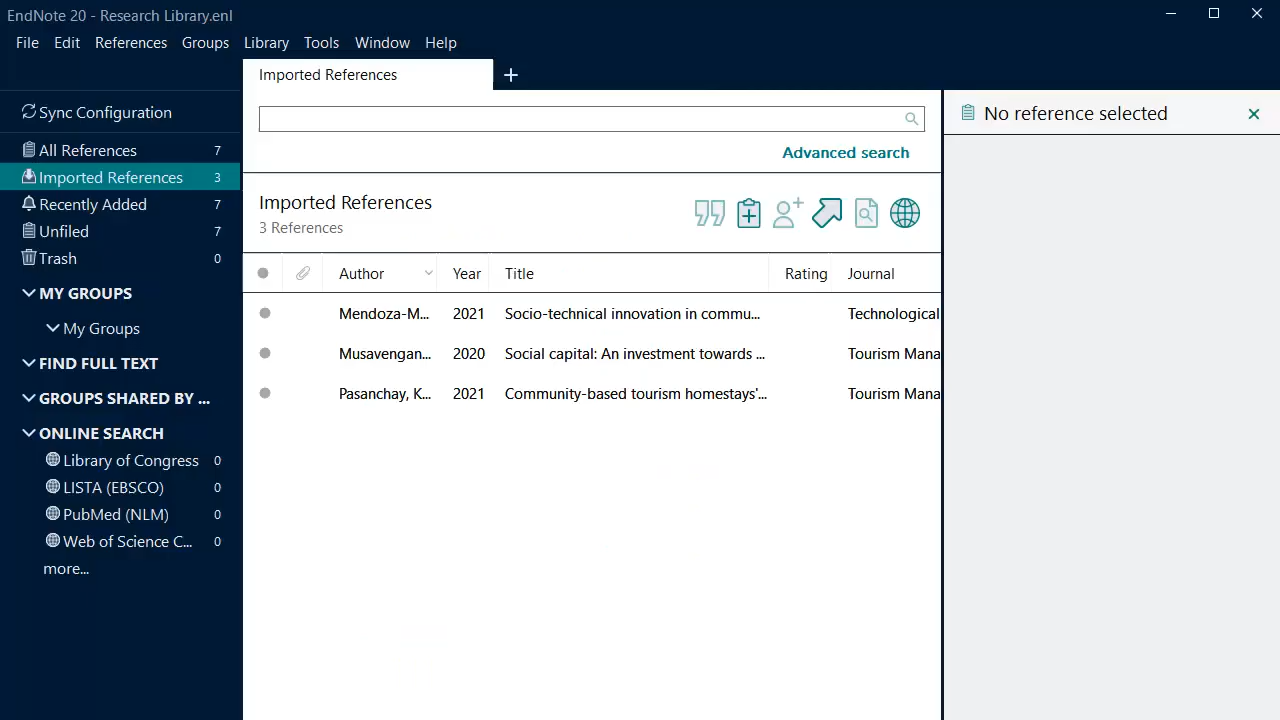 EndNote 20 - Research Library.enl
File Edit References Groups Library Tools Window Help
Imported References
Sync Configuration
All References 7
Imported References 3
Recently Added 7
Unfiled 7
Trash 0
MY GROUPS
My Groups
FIND FULL TEXT
GROUPS SHARED BY ...
ONLINE SEARCH
Library of Congress 0
LISTA (EBSCO) 0
PubMed (NLM) 0
Web of Science C... 0
more...
Advanced search
Imported References
3 References
Author Year Title Rating Journal
Mendoza-M... 2021 Socio-technical innovation in commu... Technological
Musavengan... 2020 Social capital: An investment towards ... Tourism Mana
Pasanchay, K... 2021 Community-based tourism homestays'... Tourism Mana
No reference selected